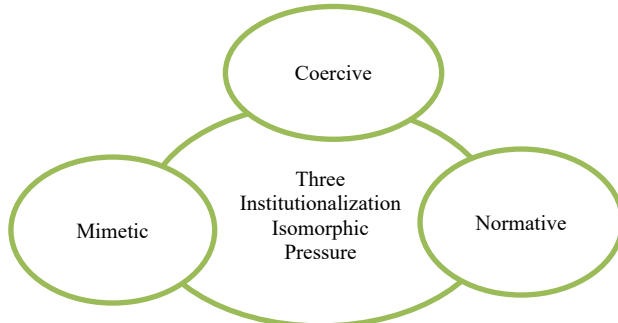 Coercive
Three
Institutionalization
Isomorphic
Pressure
Mimetic
Normative